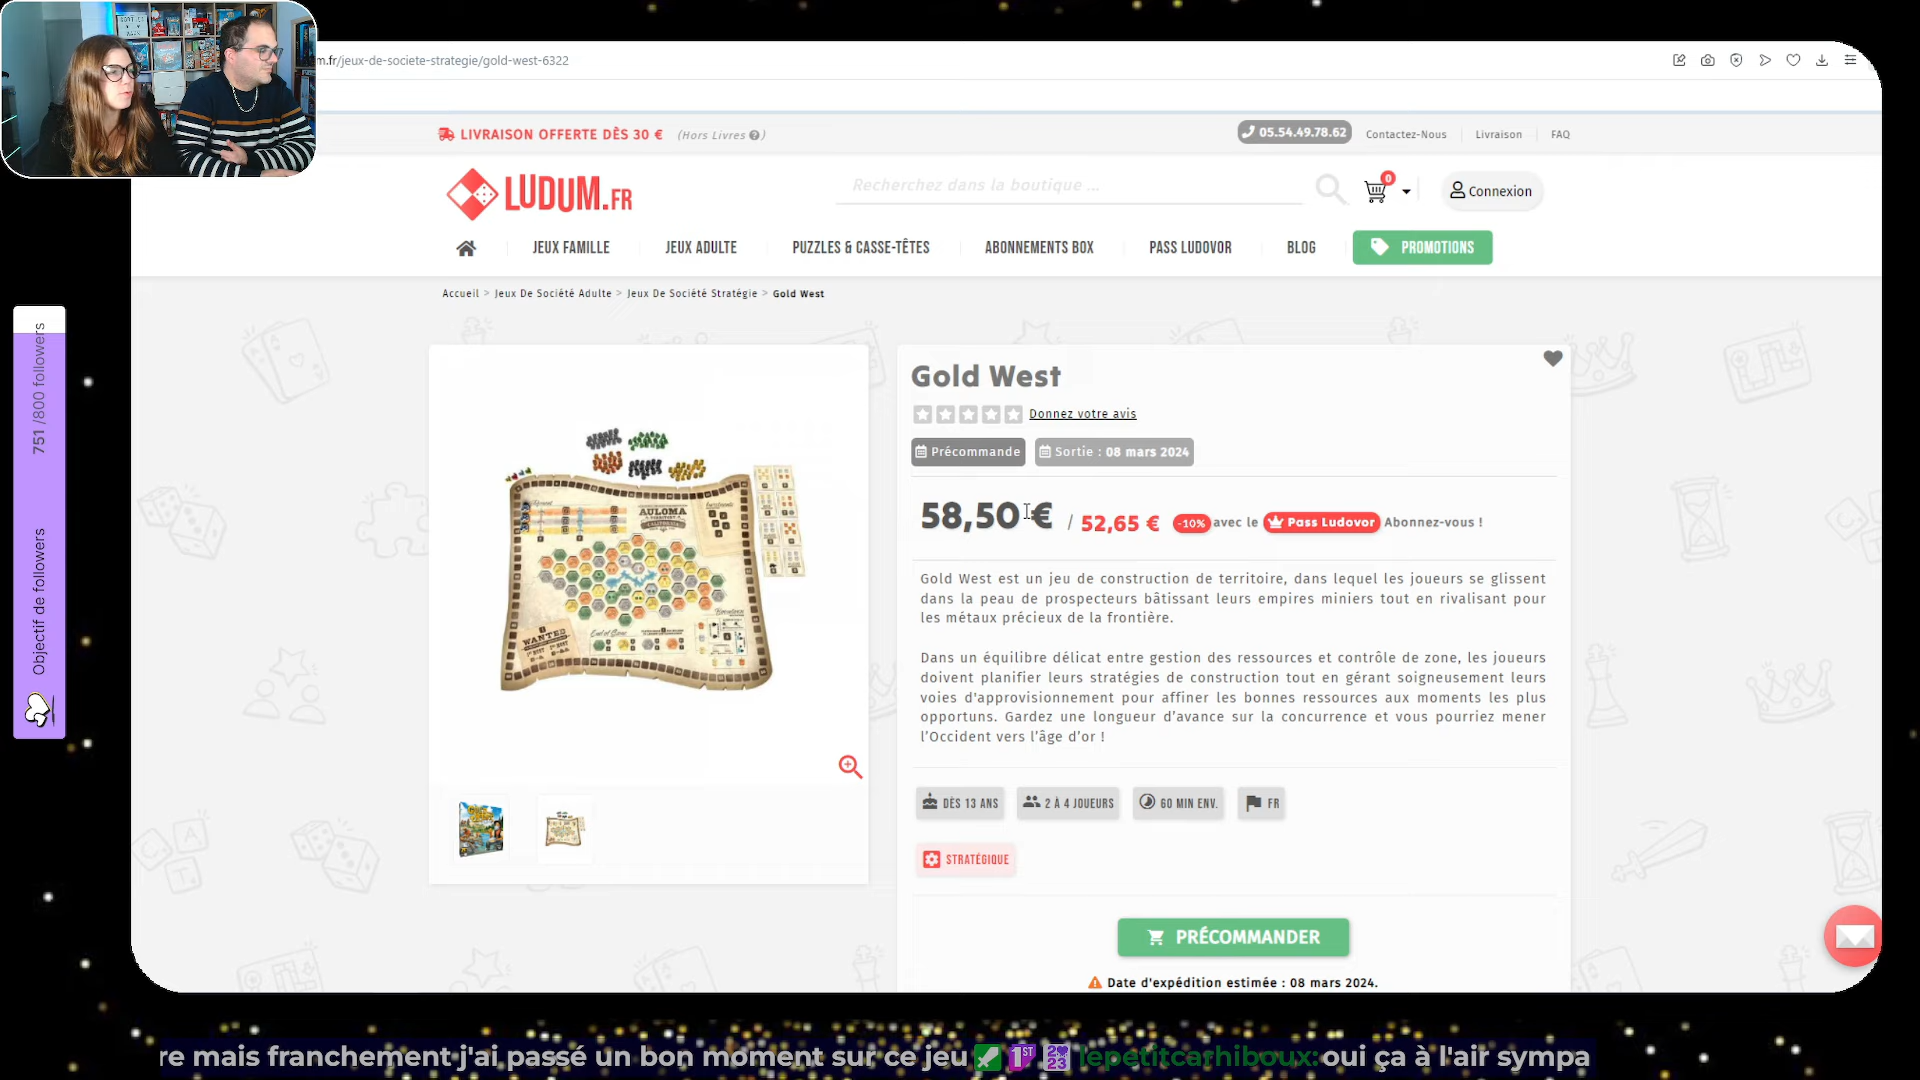 m.fr/jeux-de-societe-strategie/gold-west-6322
LIVRAISON OFFERTE DÈS 30 € (Hors Livres ?)
05.54.49.78.62
Contactez-Nous
Livraison
FAQ
LUDUM.FR
Recherchez dans la boutique ...
0
Connexion
JEUX FAMILLE
JEUX ADULTE
PUZZLES & CASSE-TÊTES
ABONNEMENTS BOX
PASS LUDOVOR
BLOG
PROMOTIONS
Accueil > Jeux De Société Adulte > Jeux De Société Stratégie > Gold West
751 /800 followers
Objectif de followers
AULOMA
WANTED
Gold West
Donnez votre avis
Précommande
Sortie : 08 mars 2024
58,50 € / 52,65 € -10% avec le Pass Ludovor Abonnez-vous !
Gold West est un jeu de construction de territoire, dans lequel les joueurs se glissent
dans la peau de prospecteurs bâtissant leurs empires miniers tout en rivalisant pour
les métaux précieux de la frontière.
Dans un équilibre délicat entre gestion des ressources et contrôle de zone, les joueurs
doivent planifier leurs stratégies de construction tout en gérant soigneusement leurs
voies d'approvisionnement pour affiner les bonnes ressources aux moments les plus
opportuns. Gardez une longueur d'avance sur la concurrence et vous pourriez mener
l'Occident vers l'âge d'or !
DÈS 13 ANS
2 À 4 JOUEURS
60 MIN ENV.
FR
STRATÉGIQUE
PRÉCOMMANDER
Date d'expédition estimée : 08 mars 2024.
re mais franchement j'ai passé un bon moment sur ce jeu 1ST 2023 lepetitcarhiboux: oui ça à l'air sympa